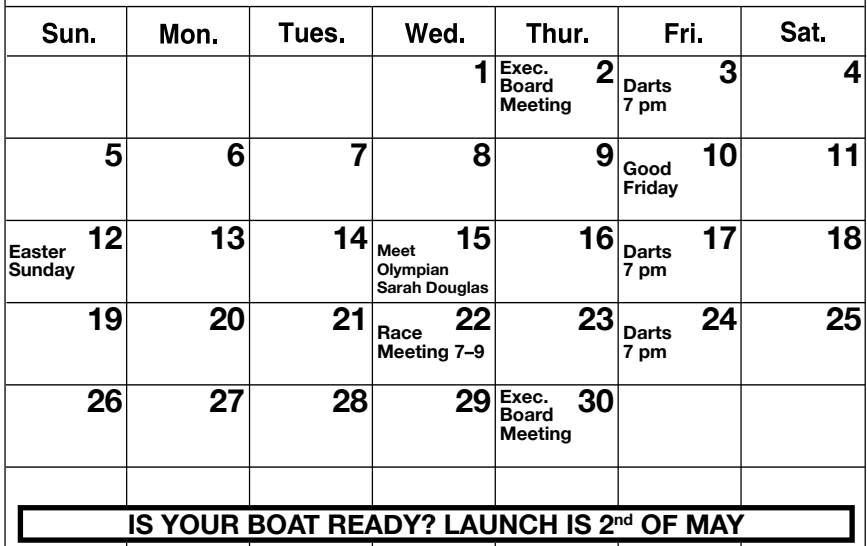 Sun. Mon. Tues. Wed. Thur. Fri. Sat.
1 Exec. Board Meeting 2 Darts 7 pm 3 4
5 6 7 8 9 Good Friday 10 11
Easter Sunday 12 13 14 Meet Olympian Sarah Douglas 15 16 Darts 7 pm 17 18
19 20 21 Race Meeting 7–9 22 23 Darts 7 pm 24 25
26 27 28 29 Exec. Board Meeting 30
IS YOUR BOAT READY? LAUNCH IS 2nd OF MAY